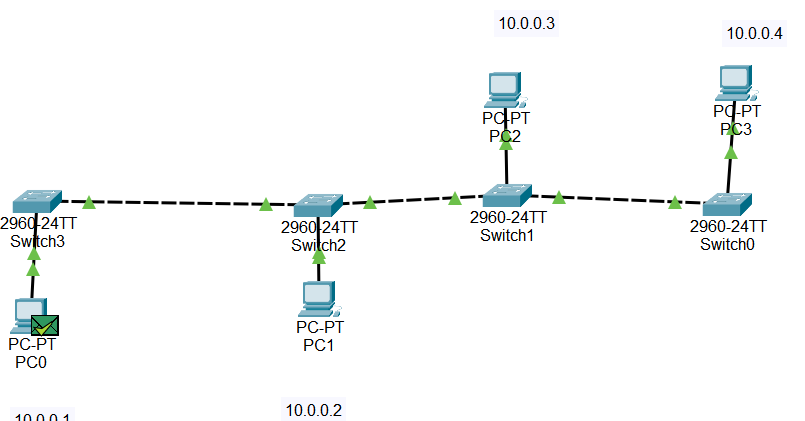 10.0.0.3
10.0.0.4
PC-PT
PC2
PC-PT
PC3
2960-24TT
Switch3
2960-24TT
Switch2
2960-24TT
Switch1
2960-24TT
Switch0
PC-PT
PC0
PC-PT
PC1
10.0.0.1
10.0.0.2